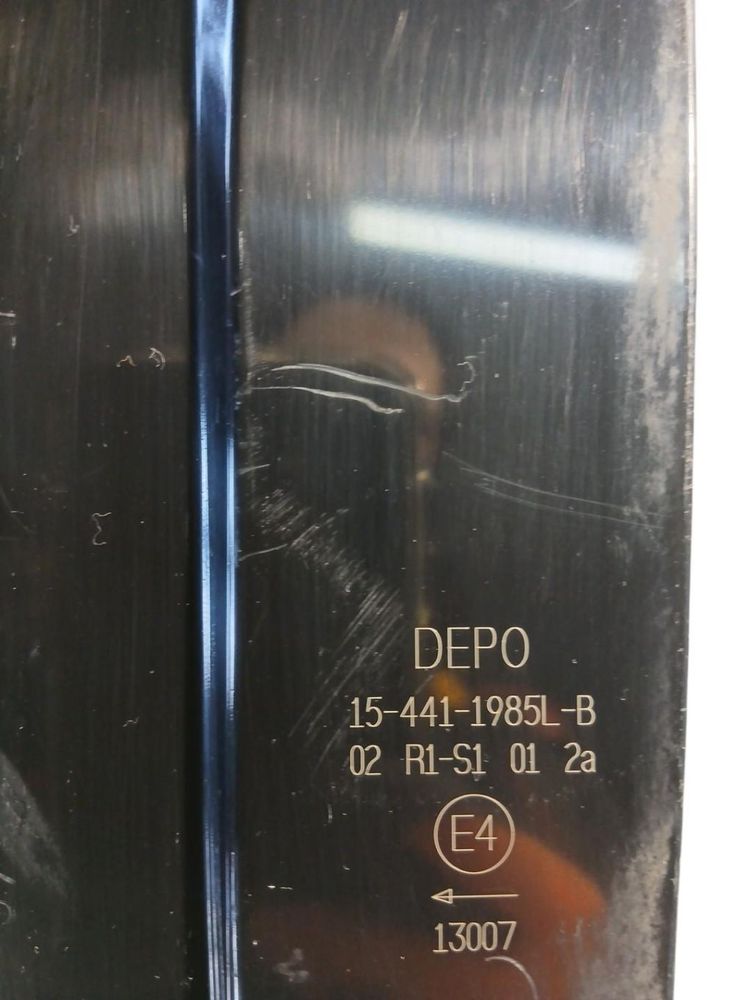 DEPO
15-441-1985L-B
02 R1-S1 01 2a
E4
13007